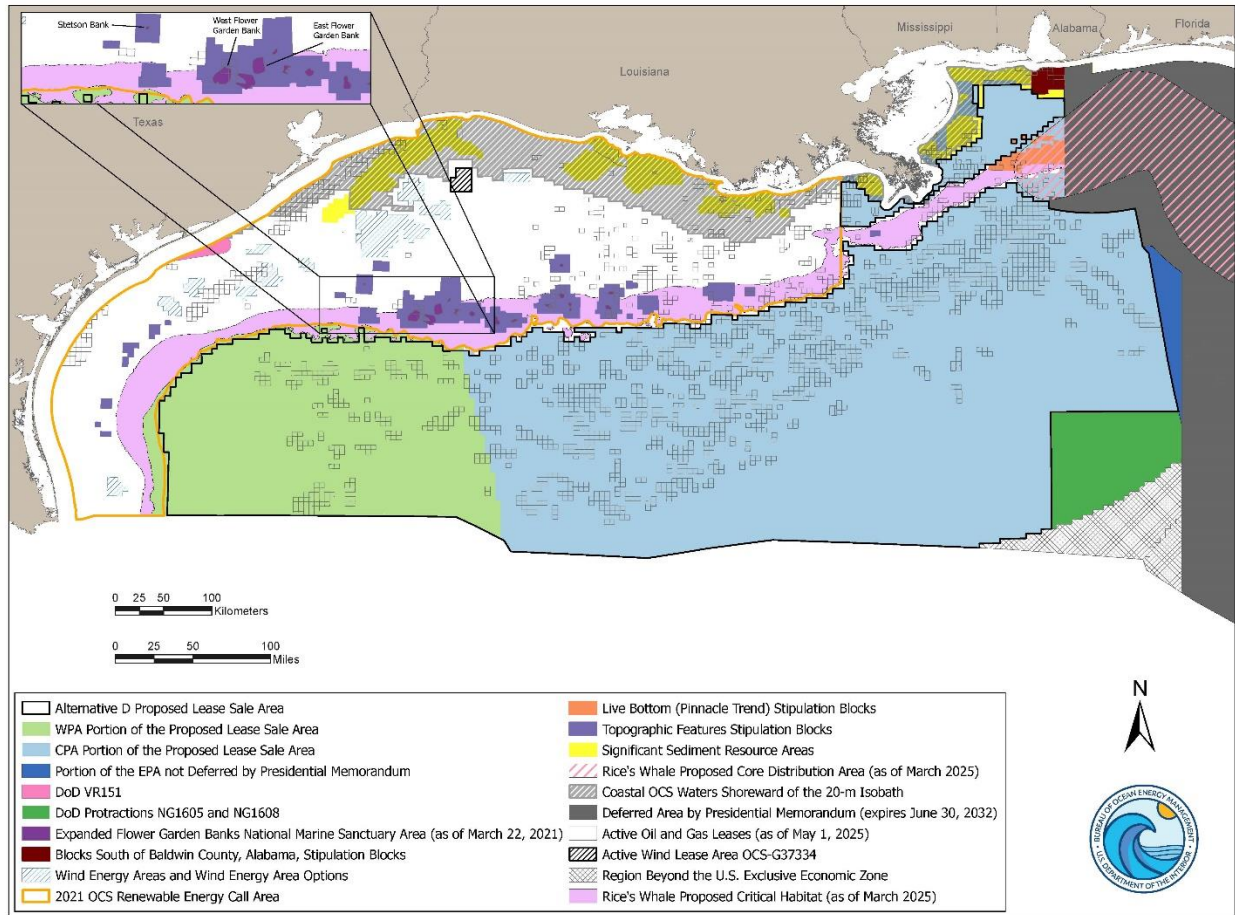 Stetson Bank
West Flower
Garden Bank
East Flower
Garden Bank
Mississippi
Alabama
Florida
Louisiana
Texas
0 25 50 100
Kilometers
0 25 50 100
Miles
N
Alternative D Proposed Lease Sale Area
WPA Portion of the Proposed Lease Sale Area
CPA Portion of the Proposed Lease Sale Area
Portion of the EPA not Deferred by Presidential Memorandum
DoD VR151
DoD Protractions NG1605 and NG1608
Expanded Flower Garden Banks National Marine Sanctuary Area (as of March 22, 2021)
Blocks South of Baldwin County, Alabama, Stipulation Blocks
Wind Energy Areas and Wind Energy Area Options
2021 OCS Renewable Energy Call Area
Live Bottom (Pinnacle Trend) Stipulation Blocks
Topographic Features Stipulation Blocks
Significant Sediment Resource Areas
Rice's Whale Proposed Core Distribution Area (as of March 2025)
Coastal OCS Waters Shoreward of the 20-m Isobath
Deferred Area by Presidential Memorandum (expires June 30, 2032)
Active Oil and Gas Leases (as of May 1, 2025)
Active Wind Lease Area OCS-G37334
Region Beyond the U.S. Exclusive Economic Zone
Rice's Whale Proposed Critical Habitat (as of March 2025)
BUREAU OF OCEAN ENERGY MANAGEMENT
U.S. DEPARTMENT OF THE INTERIOR